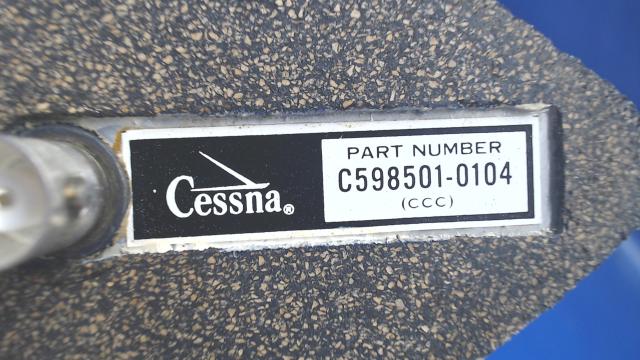 Cessna®
PART NUMBER
C598501-0104
(CCC)